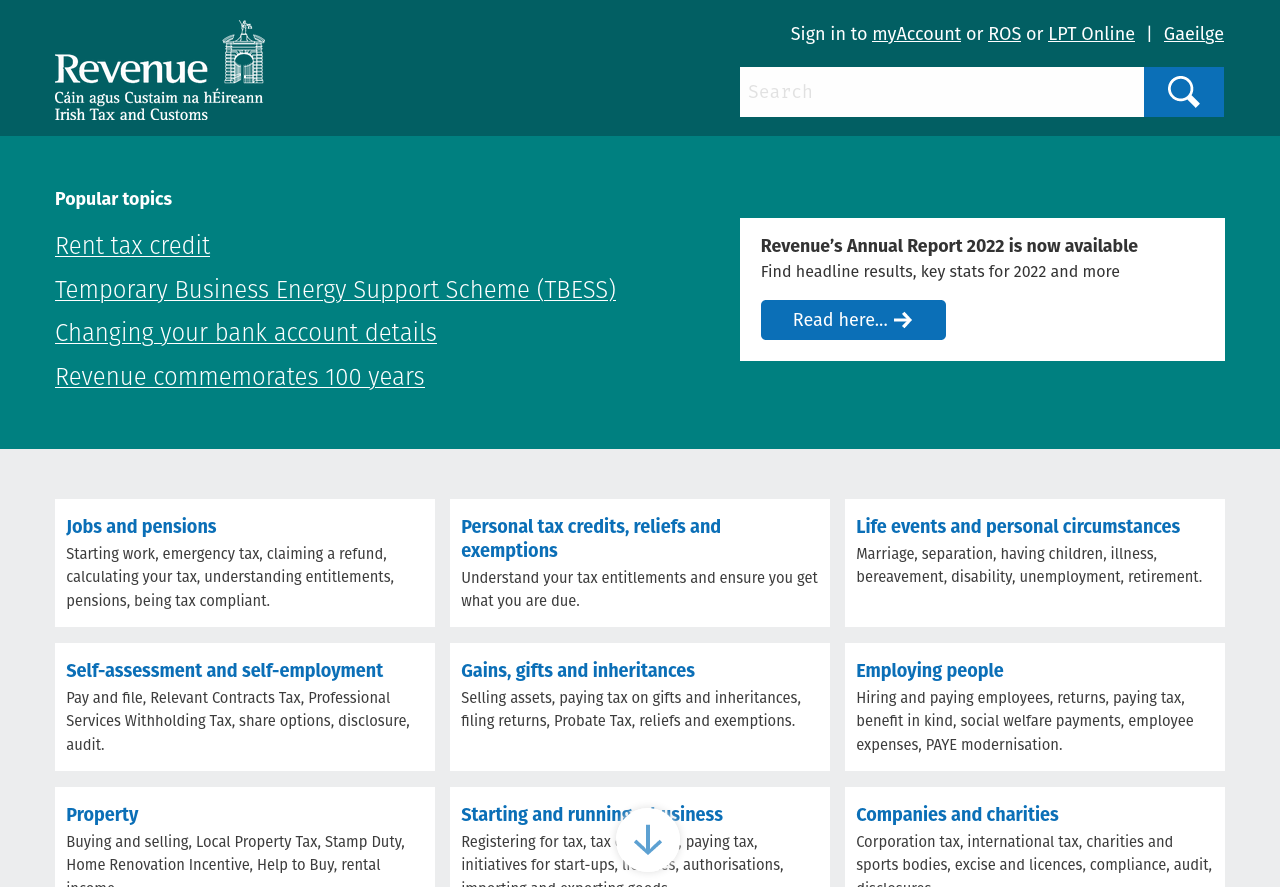 Sign in to myAccount or ROS or LPT Online | Gaeilge
Revenue
Cáin agus Custaim na hÉireann
Irish Tax and Customs
Search
Popular topics
Rent tax credit
Temporary Business Energy Support Scheme (TBESS)
Changing your bank account details
Revenue commemorates 100 years
Revenue’s Annual Report 2022 is now available
Find headline results, key stats for 2022 and more
Read here...
Jobs and pensions
Starting work, emergency tax, claiming a refund,
calculating your tax, understanding entitlements,
pensions, being tax compliant.
Personal tax credits, reliefs and
exemptions
Understand your tax entitlements and ensure you get
what you are due.
Life events and personal circumstances
Marriage, separation, having children, illness,
bereavement, disability, unemployment, retirement.
Self-assessment and self-employment
Pay and file, Relevant Contracts Tax, Professional
Services Withholding Tax, share options, disclosure,
audit.
Gains, gifts and inheritances
Selling assets, paying tax on gifts and inheritances,
filing returns, Probate Tax, reliefs and exemptions.
Employing people
Hiring and paying employees, returns, paying tax,
benefit in kind, social welfare payments, employee
expenses, PAYE modernisation.
Property
Buying and selling, Local Property Tax, Stamp Duty,
Home Renovation Incentive, Help to Buy, rental
Starting and running business
Registering for tax, tax paying tax,
initiatives for start-ups, authorisations,
importing and exporting goods.
Companies and charities
Corporation tax, international tax, charities and
sports bodies, excise and licences, compliance, audit,